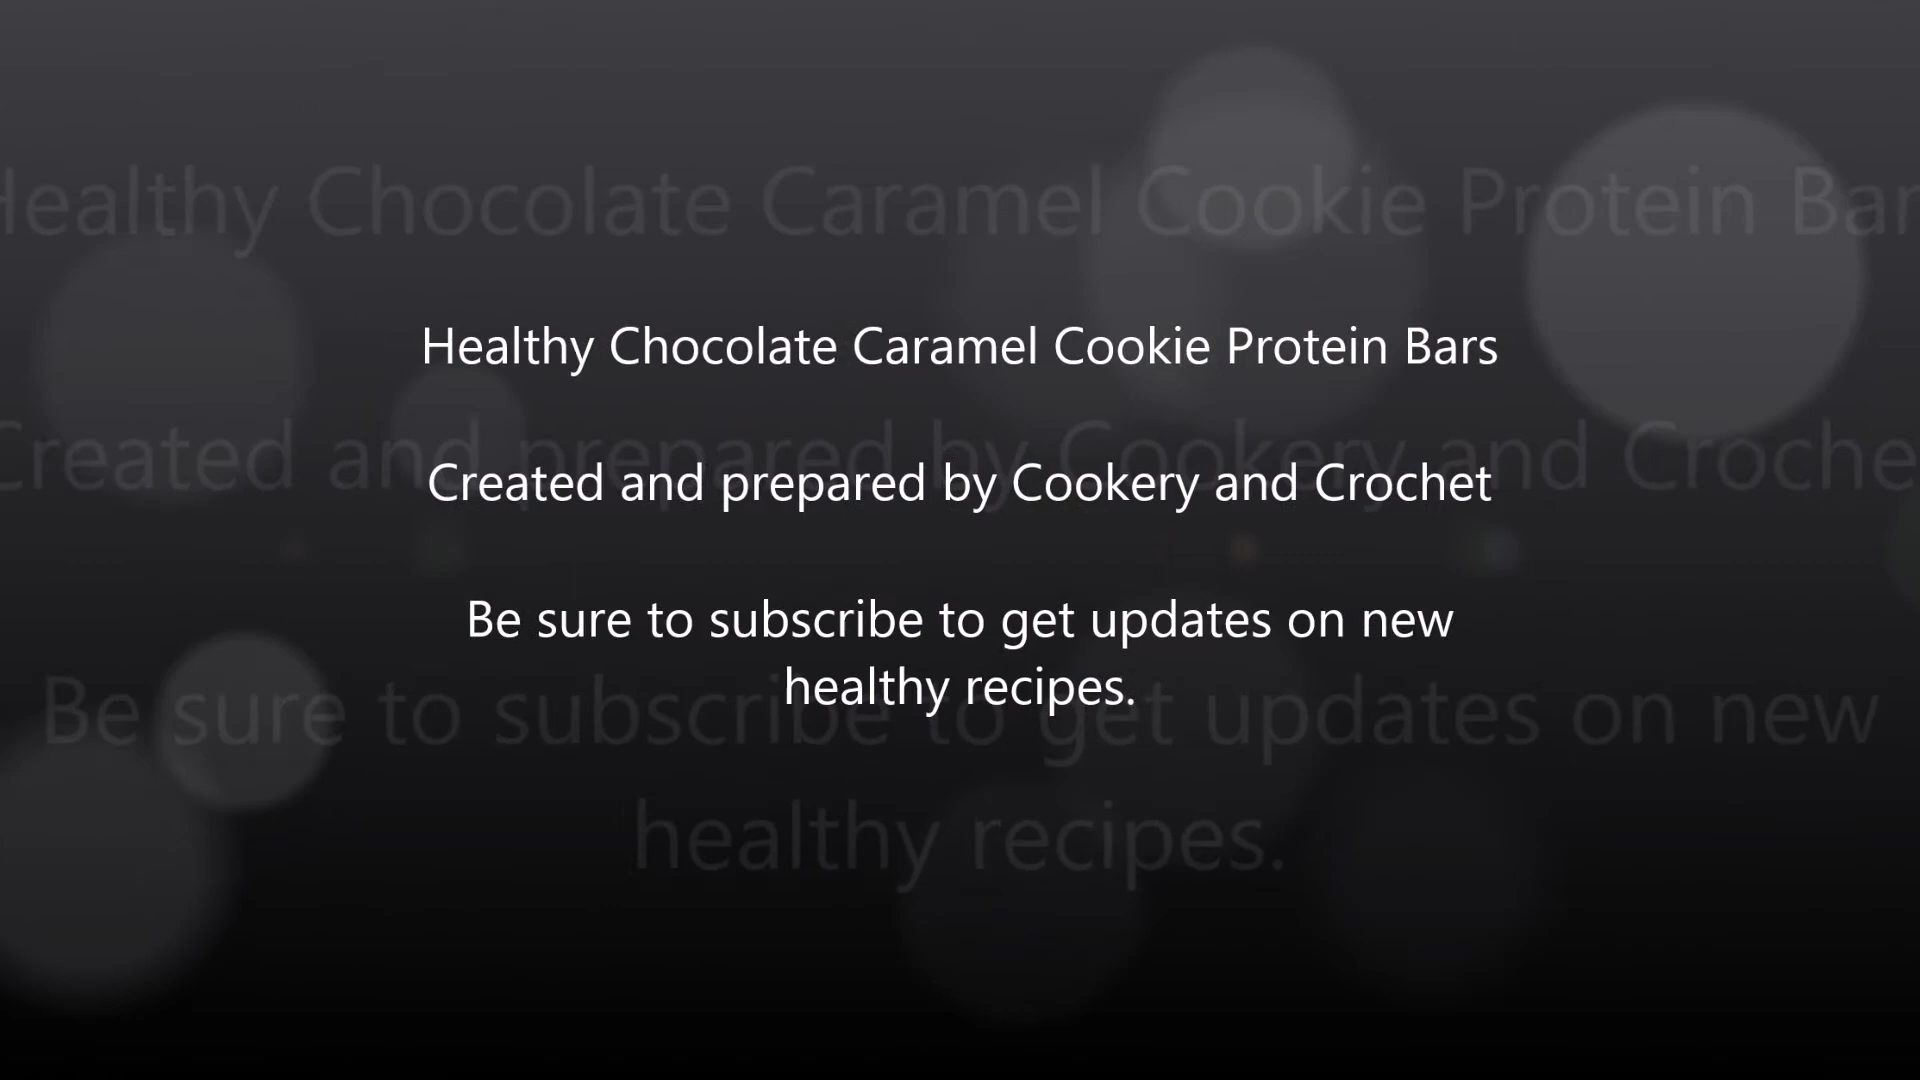 Healthy Chocolate Caramel Cookie Protein Bars
Created and prepared by Cookery and Crochet
Be sure to subscribe to get updates on new
healthy recipes.